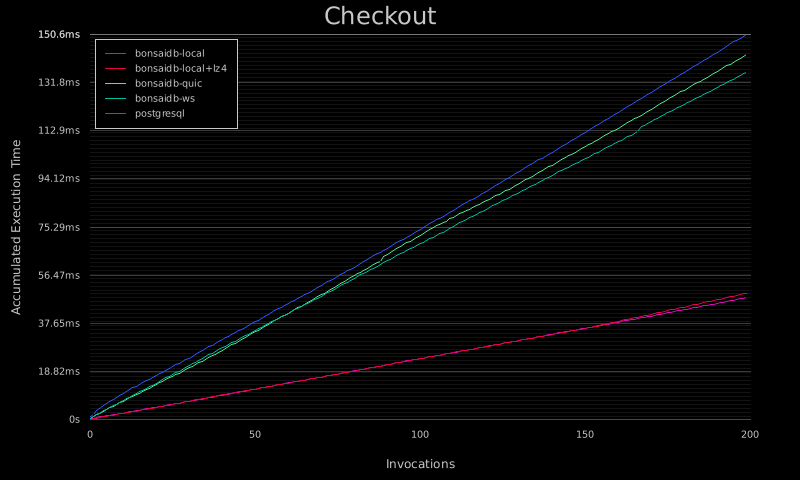 Checkout
150.6ms
131.8ms
112.9ms
94.12ms
75.29ms
56.47ms
37.65ms
18.82ms
0s
bonsaidb-local
bonsaidb-local+lz4
bonsaidb-quic
bonsaidb-ws
postgresql
Accumulated Execution Time
0 50 100 150 200
Invocations